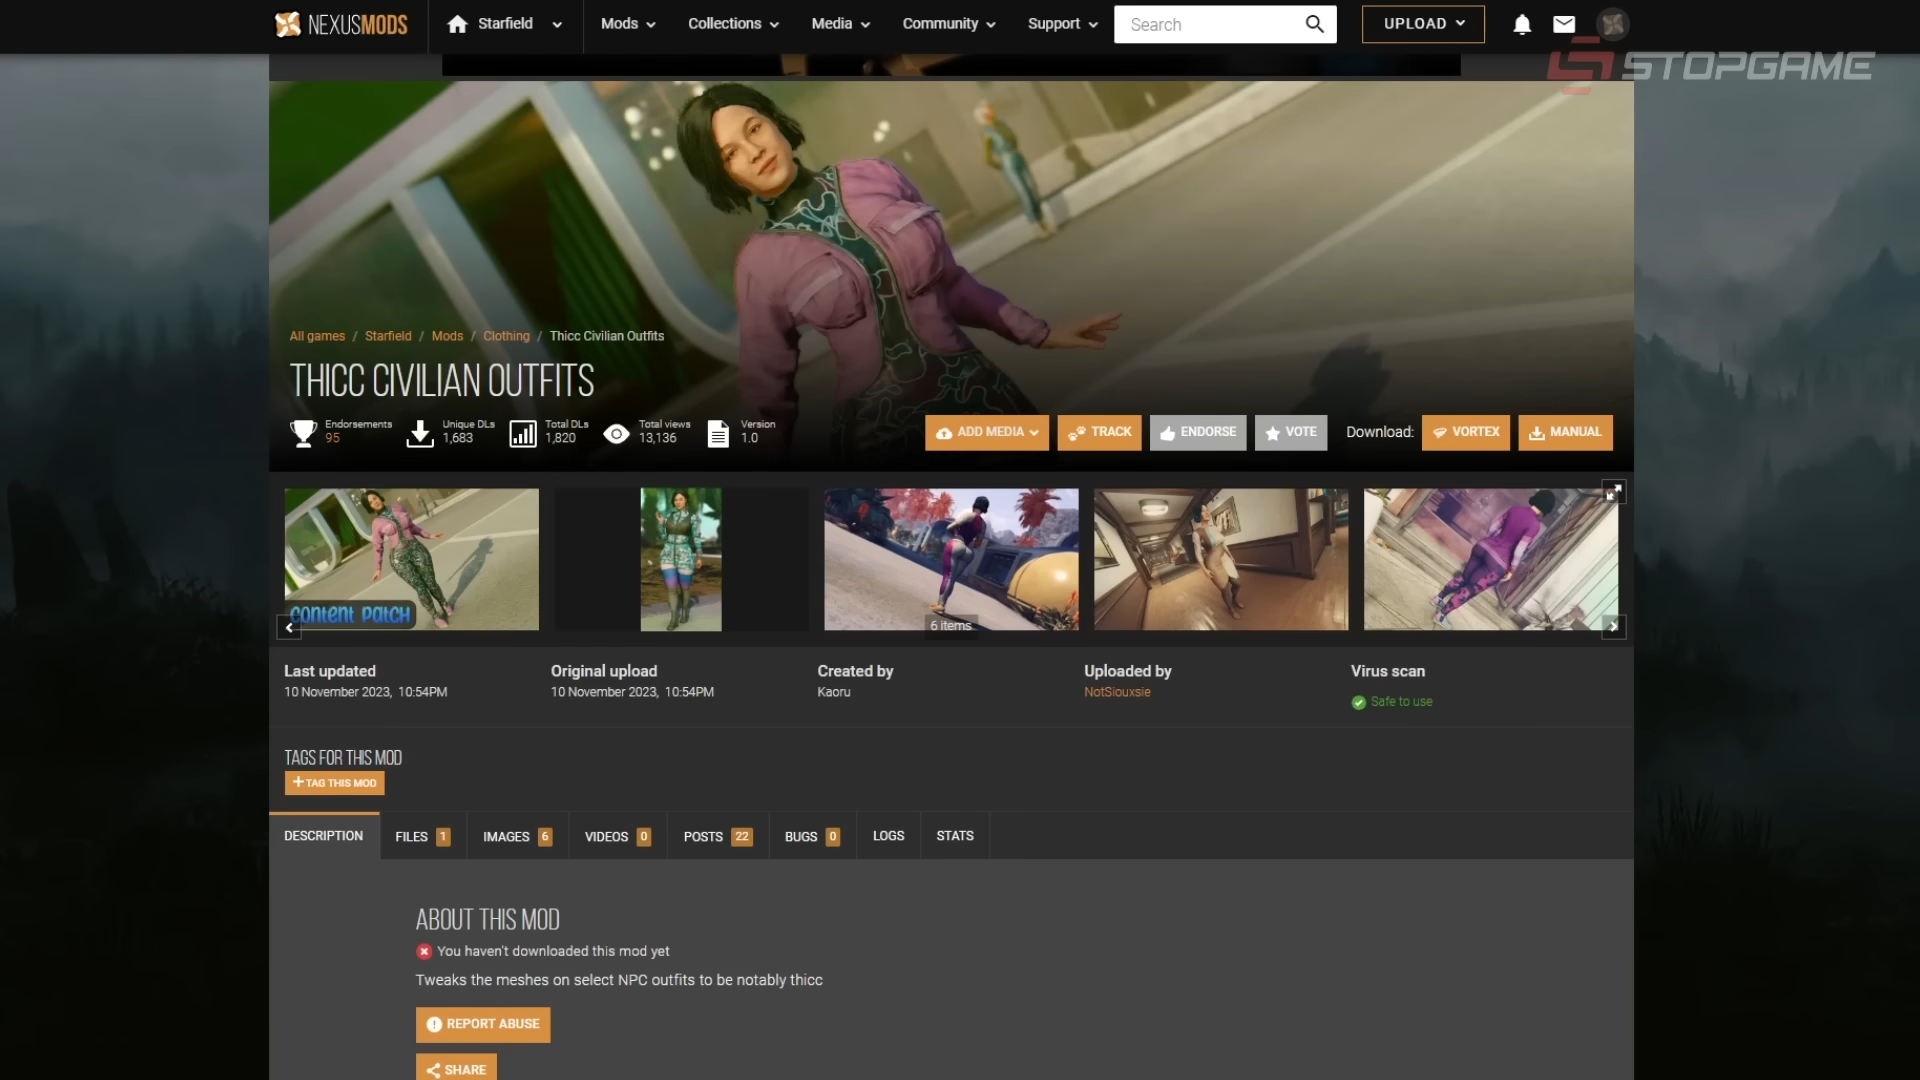 NEXUSMODS
Starfield
Mods
Collections
Media
Community
Support
Search
UPLOAD
STOPGAME
All games / Starfield / Mods / Clothing / Thicc Civilian Outfits
THICC CIVILIAN OUTFITS
Endorsements
95
Unique DLs
1,683
Total DLs
1,820
Total views
13,136
Version
1.0
ADD MEDIA
TRACK
ENDORSE
VOTE
Download:
VORTEX
MANUAL
content patch
6 items
Last updated
10 November 2023, 10:54PM
Original upload
10 November 2023, 10:54PM
Created by
Kaoru
Uploaded by
NotSiouxsie
Virus scan
Safe to use
TAGS FOR THIS MOD
+ TAG THIS MOD
DESCRIPTION
FILES 1
IMAGES 6
VIDEOS 0
POSTS 22
BUGS 0
LOGS
STATS
ABOUT THIS MOD
You haven't downloaded this mod yet
Tweaks the meshes on select NPC outfits to be notably thicc
REPORT ABUSE
SHARE